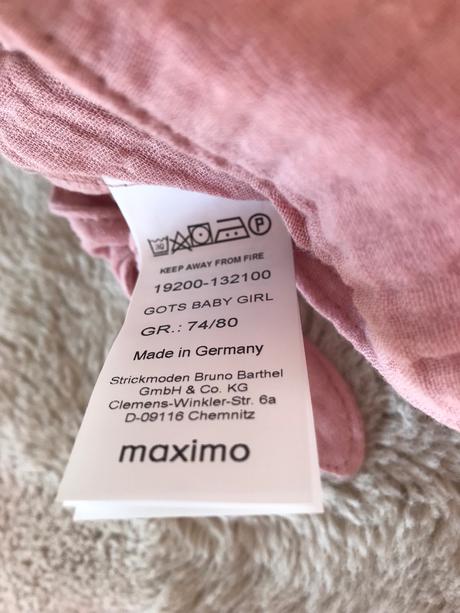 KEEP AWAY FROM FIRE
19200-132100
GOTS BABY GIRL
GR.: 74/80
Made in Germany
Strickmoden Bruno Barthel
GmbH & Co. KG
Clemens-Winkler-Str. 6a
D-09116 Chemnitz
maximo